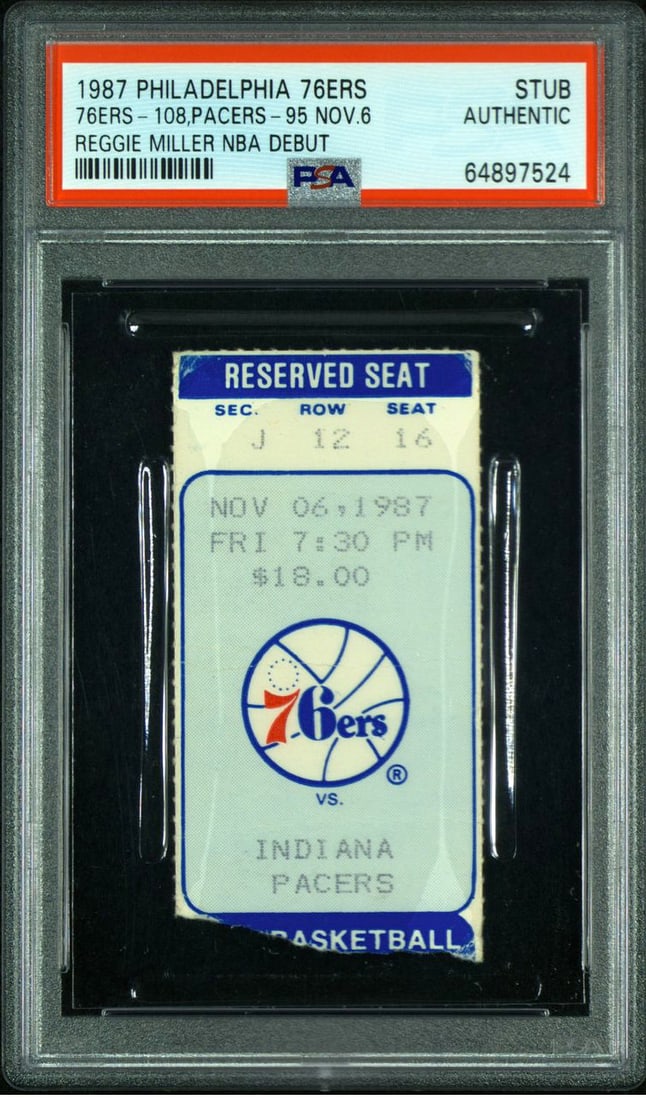 1987 PHILADELPHIA 76ERS STUB
76ERS - 108,PACERS - 95 NOV.6 AUTHENTIC
REGGIE MILLER NBA DEBUT
PSA 64897524
RESERVED SEAT
SEC. ROW SEAT
J 12 16
NOV 06,1987
FRI 7:30 PM
$18.00
76ers
®
VS.
INDIANA
PACERS
BASKETBALL
PSA